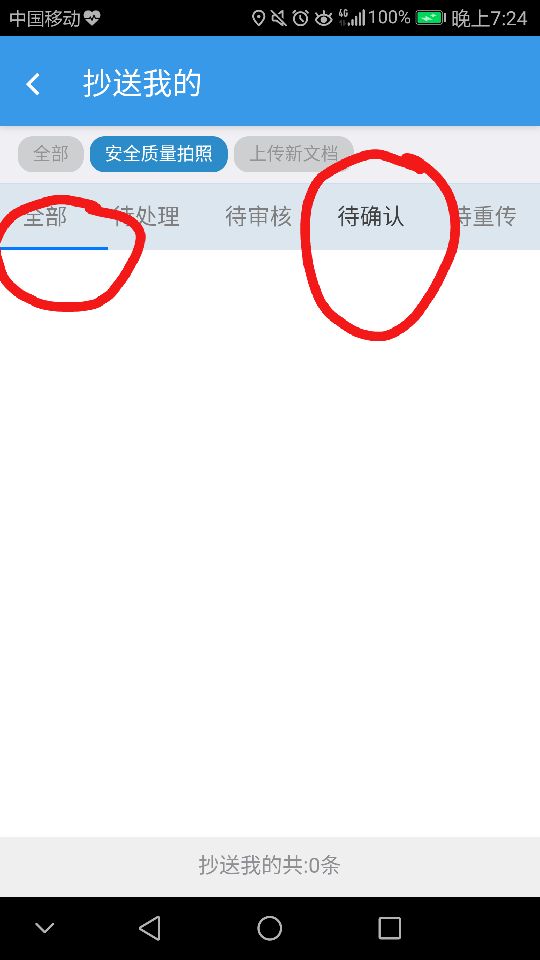 中国移动 4G 100% 晚上7:24
抄送我的
全部 安全质量拍照 上传新文档
全部 待处理 待审核 待确认 待重传
抄送我的共:0条